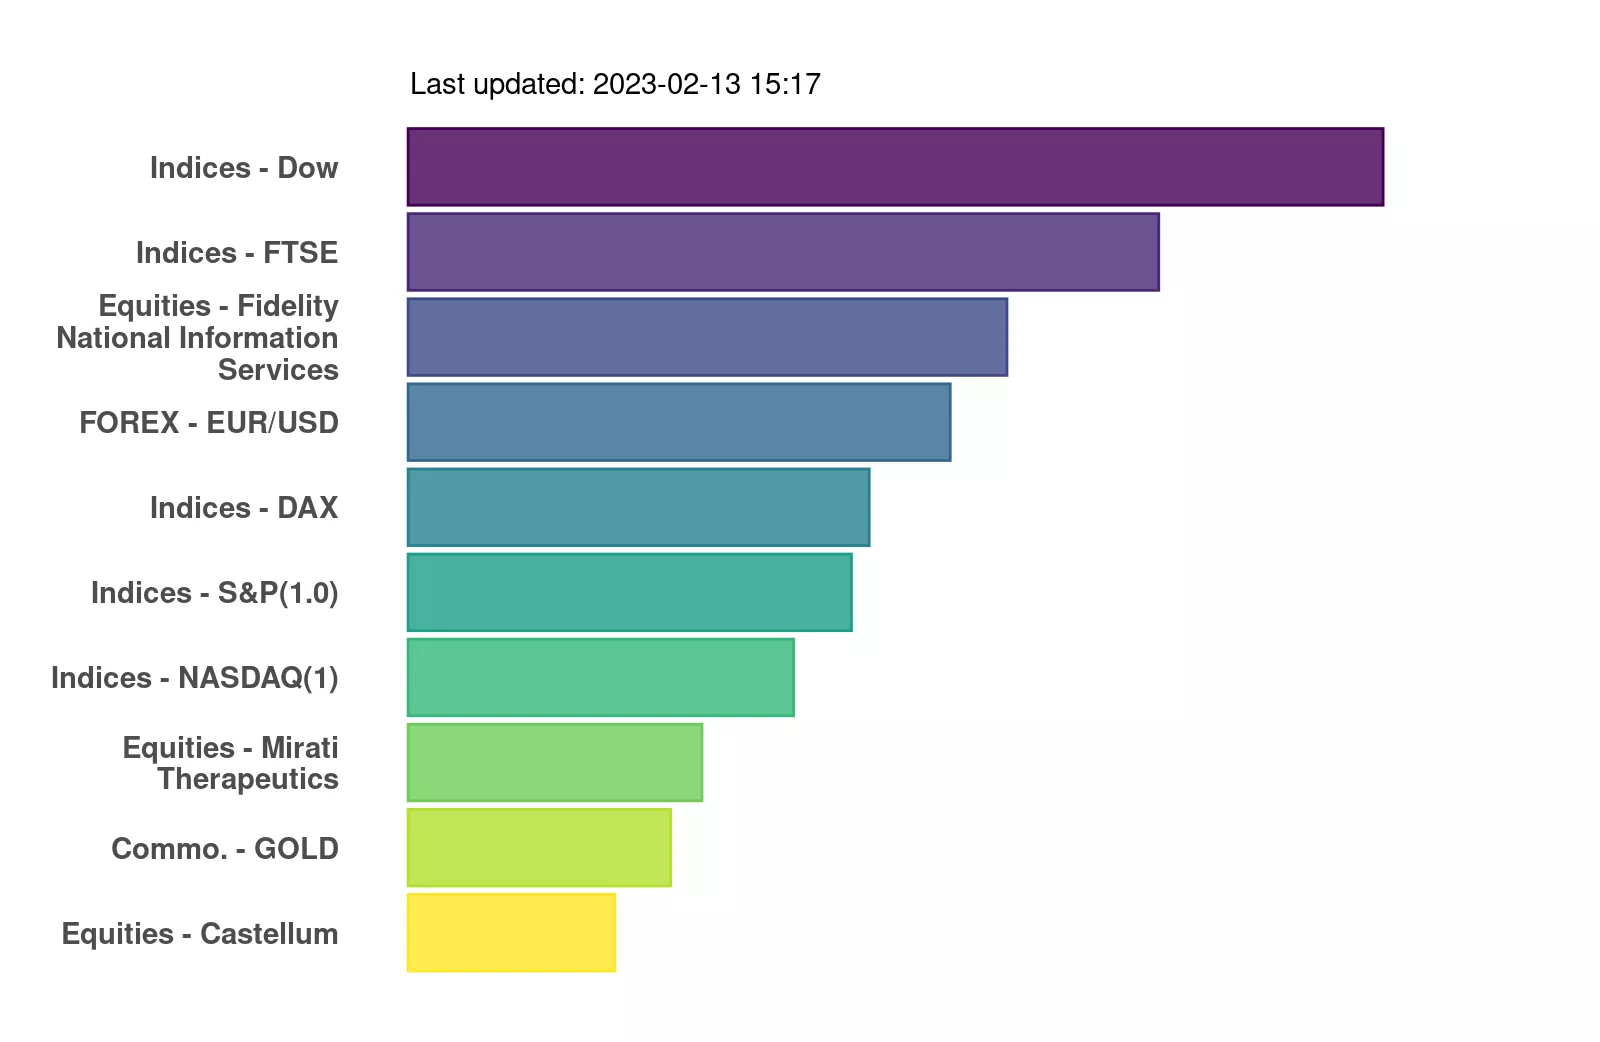 Last updated: 2023-02-13 15:17
Indices - Dow
Indices - FTSE
Equities - Fidelity
National Information
Services
FOREX - EUR/USD
Indices - DAX
Indices - S&P(1.0)
Indices - NASDAQ(1)
Equities - Mirati
Therapeutics
Commo. - GOLD
Equities - Castellum